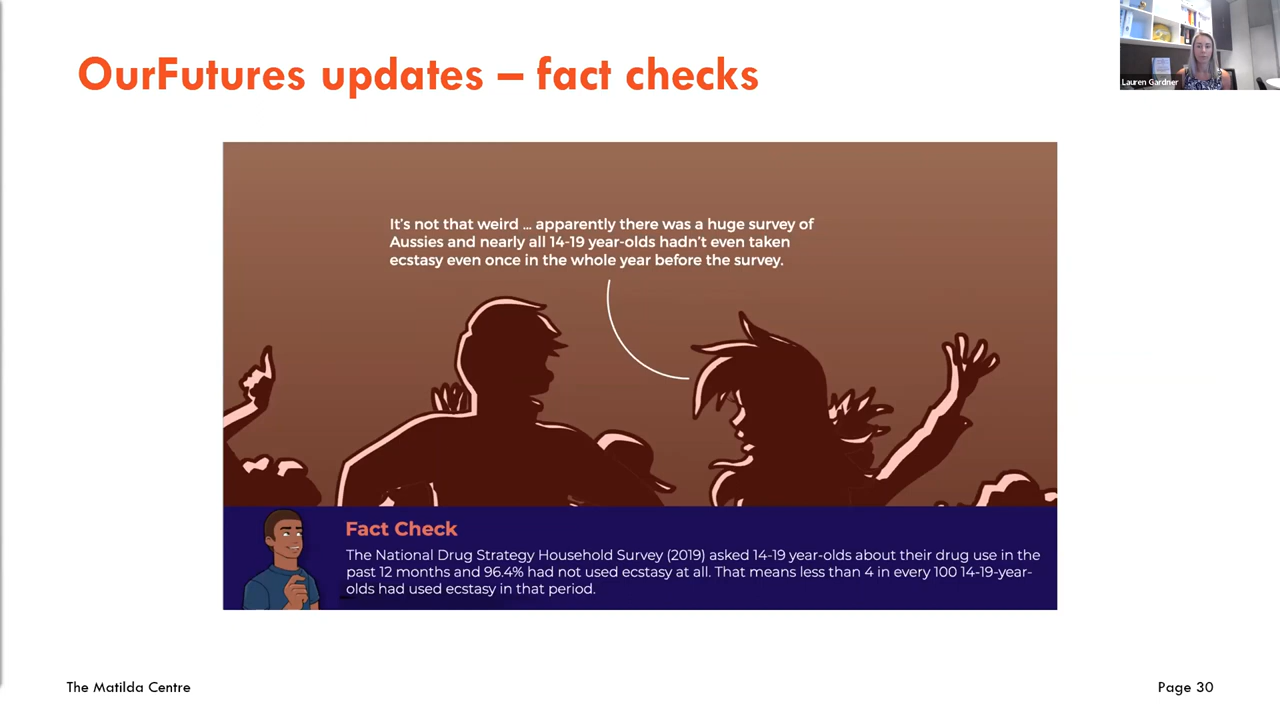 OurFutures updates – fact checks
Lauren Gardner
It's not that weird ... apparently there was a huge survey of
Aussies and nearly all 14-19 year-olds hadn't even taken
ecstasy even once in the whole year before the survey.
Fact Check
The National Drug Strategy Household Survey (2019) asked 14-19 year-olds about their drug use in the
past 12 months and 96.4% had not used ecstasy at all. That means less than 4 in every 100 14-19-year-
olds had used ecstasy in that period.
The Matilda Centre
Page 30